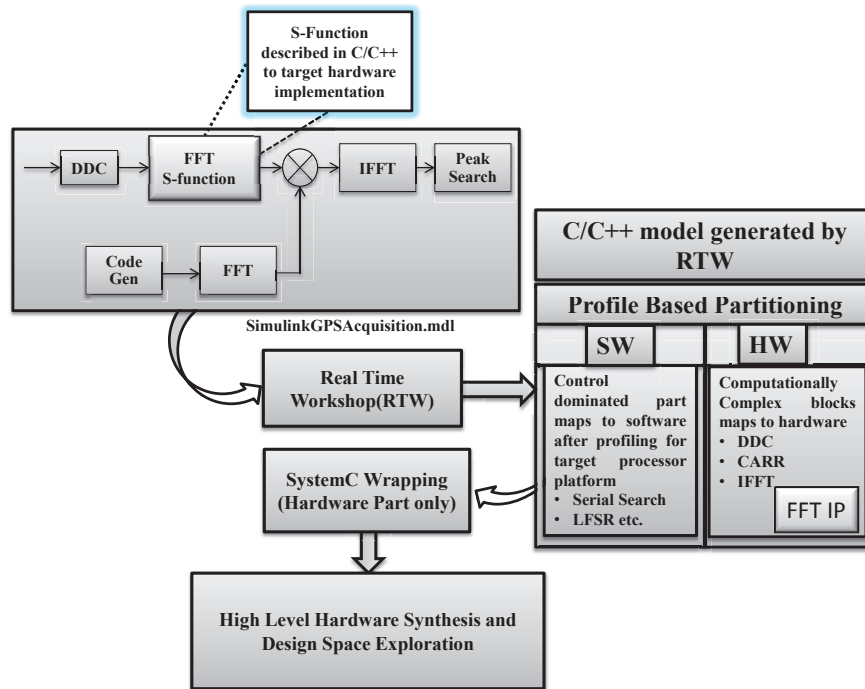 S-Function
described in C/C++
to target hardware
implementation
DDC
FFT
S-function
IFFT
Peak
Search
Code
Gen
FFT
SimulinkGPSAcquisition.mdl
Real Time
Workshop(RTW)
C/C++ model generated by
RTW
Profile Based Partitioning
SW
Control
dominated part
maps to software
after profiling for
target processor
platform
• Serial Search
• LFSR etc.
HW
Computationally
Complex blocks
maps to hardware
• DDC
• CARR
• IFFT
FFT IP
SystemC Wrapping
(Hardware Part only)
High Level Hardware Synthesis and
Design Space Exploration